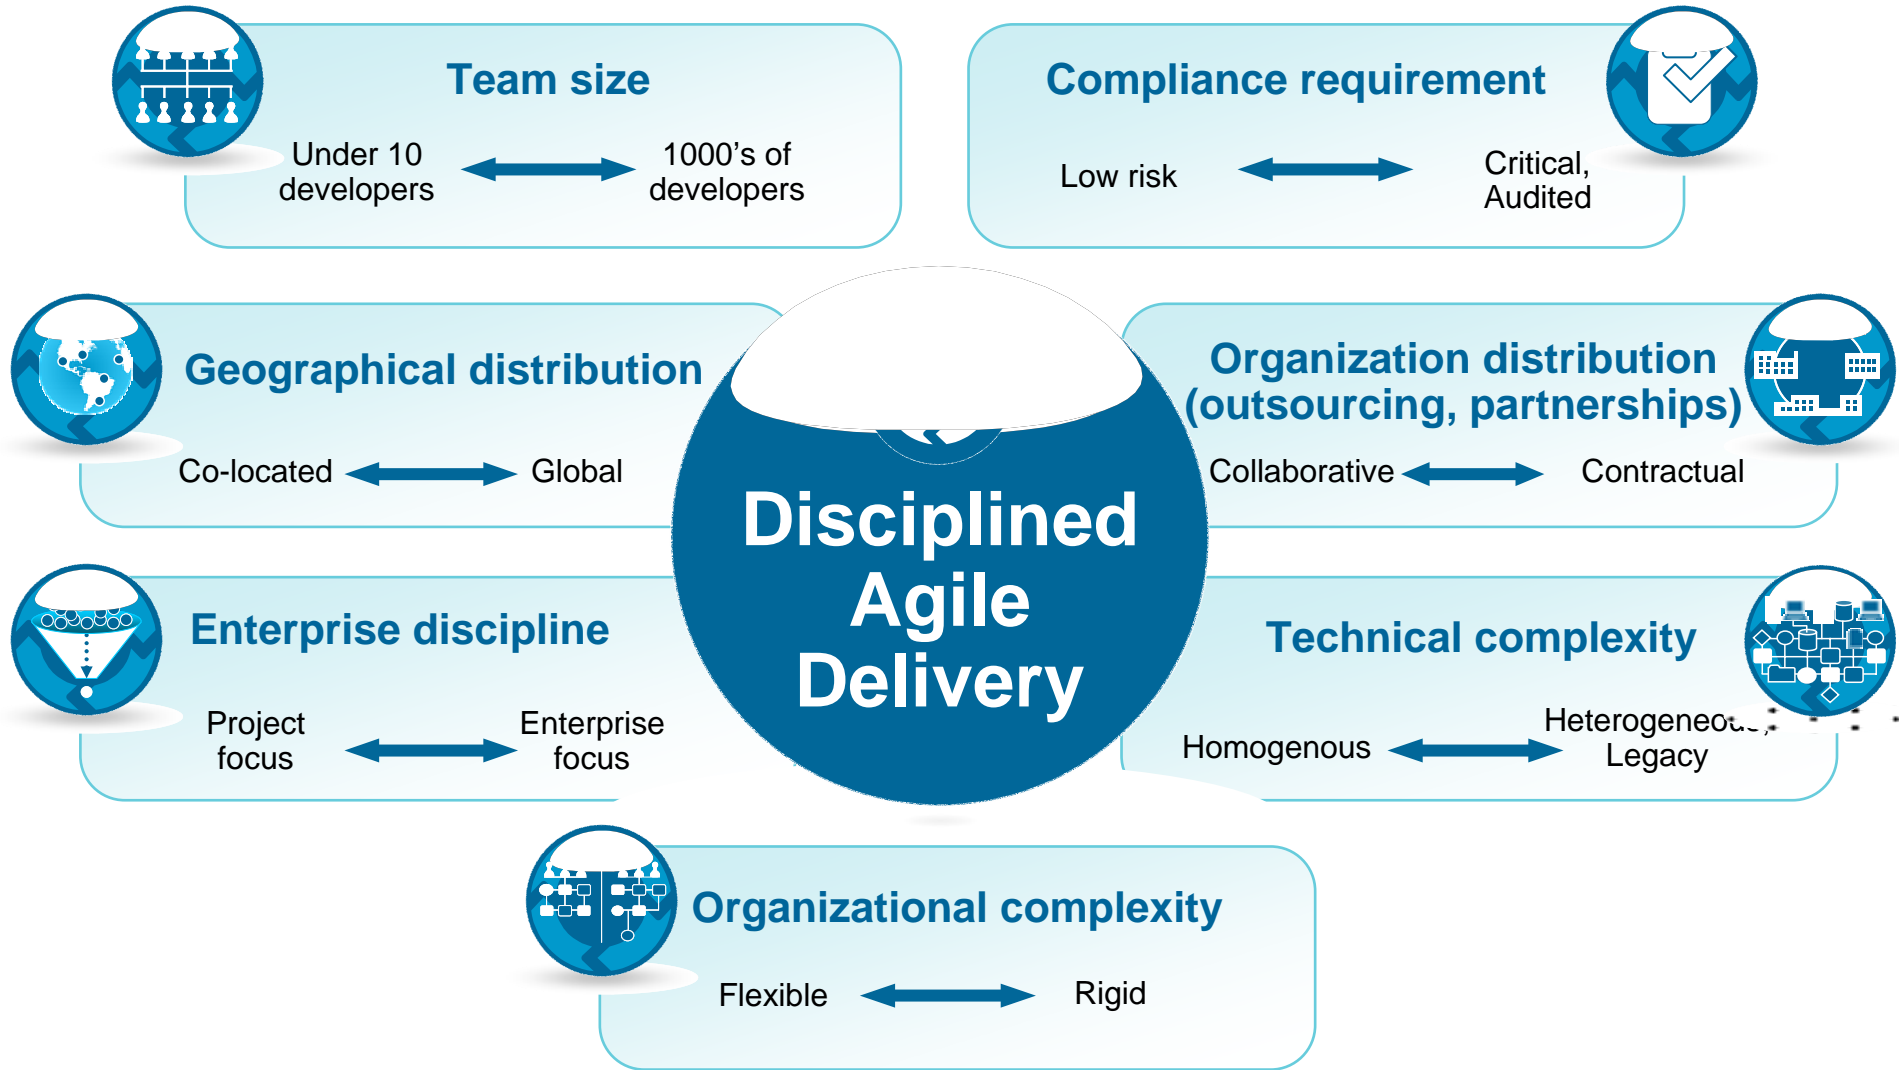 Team size
Under 10
developers
1000's of
developers
Compliance requirement
Low risk
Critical,
Audited
Geographical distribution
Co-located
Global
Organization distribution
(outsourcing, partnerships)
Collaborative
Contractual
Disciplined
Agile
Delivery
Enterprise discipline
Project
focus
Enterprise
focus
Technical complexity
Homogenous
Heterogeneous,
Legacy
Organizational complexity
Flexible
Rigid